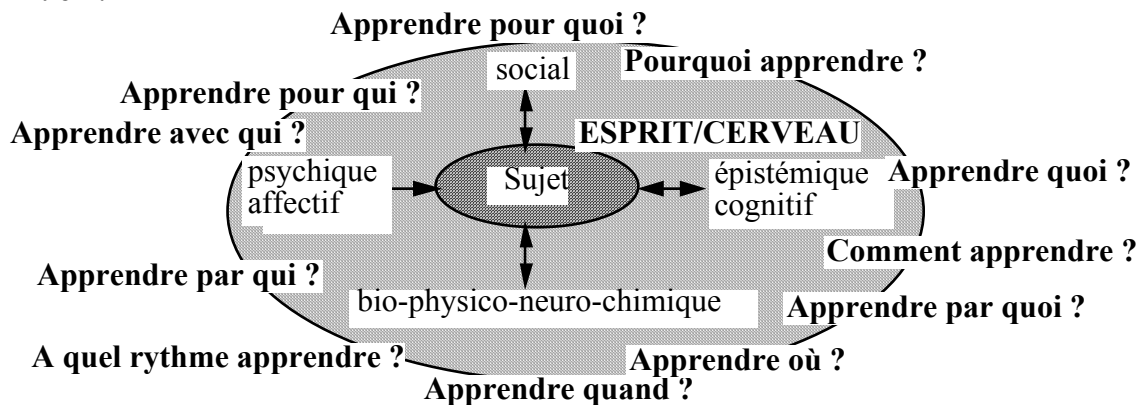 Apprendre pour quoi ?
social
Pourquoi apprendre ?
Apprendre pour qui ?
Apprendre avec qui ?
ESPRIT/CERVEAU
psychique
affectif
Sujet
épistémique
cognitif
Apprendre quoi ?
Comment apprendre ?
Apprendre par qui ?
bio-physico-neuro-chimique
Apprendre par quoi ?
A quel rythme apprendre ?
Apprendre où ?
Apprendre quand ?